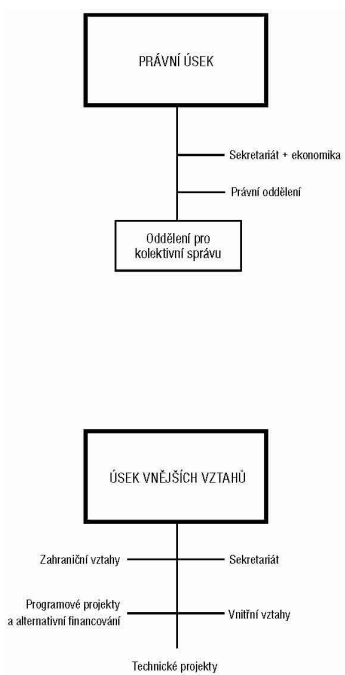 PRÁVNÍ ÚSEK
Sekretariát + ekonomika
Právní oddělení
Oddělení pro
kolektivní správu
ÚSEK VNĚJŠÍCH VZTAHŮ
Zahraniční vztahy
Sekretariát
Programové projekty
a alternativní financování
Vnitřní vztahy
Technické projekty